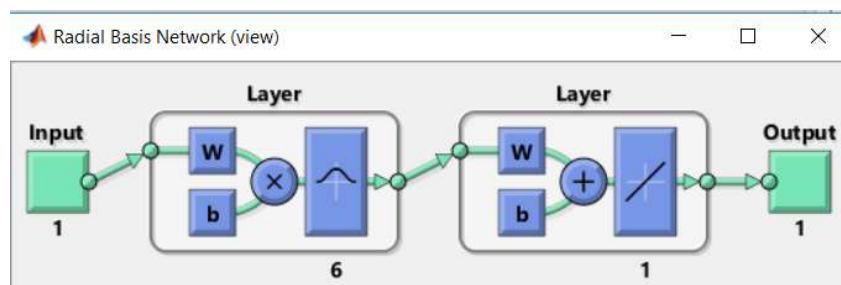 Radial Basis Network (view)
Layer
Layer
Input
Output
W
W
b
b
1
6
1
1